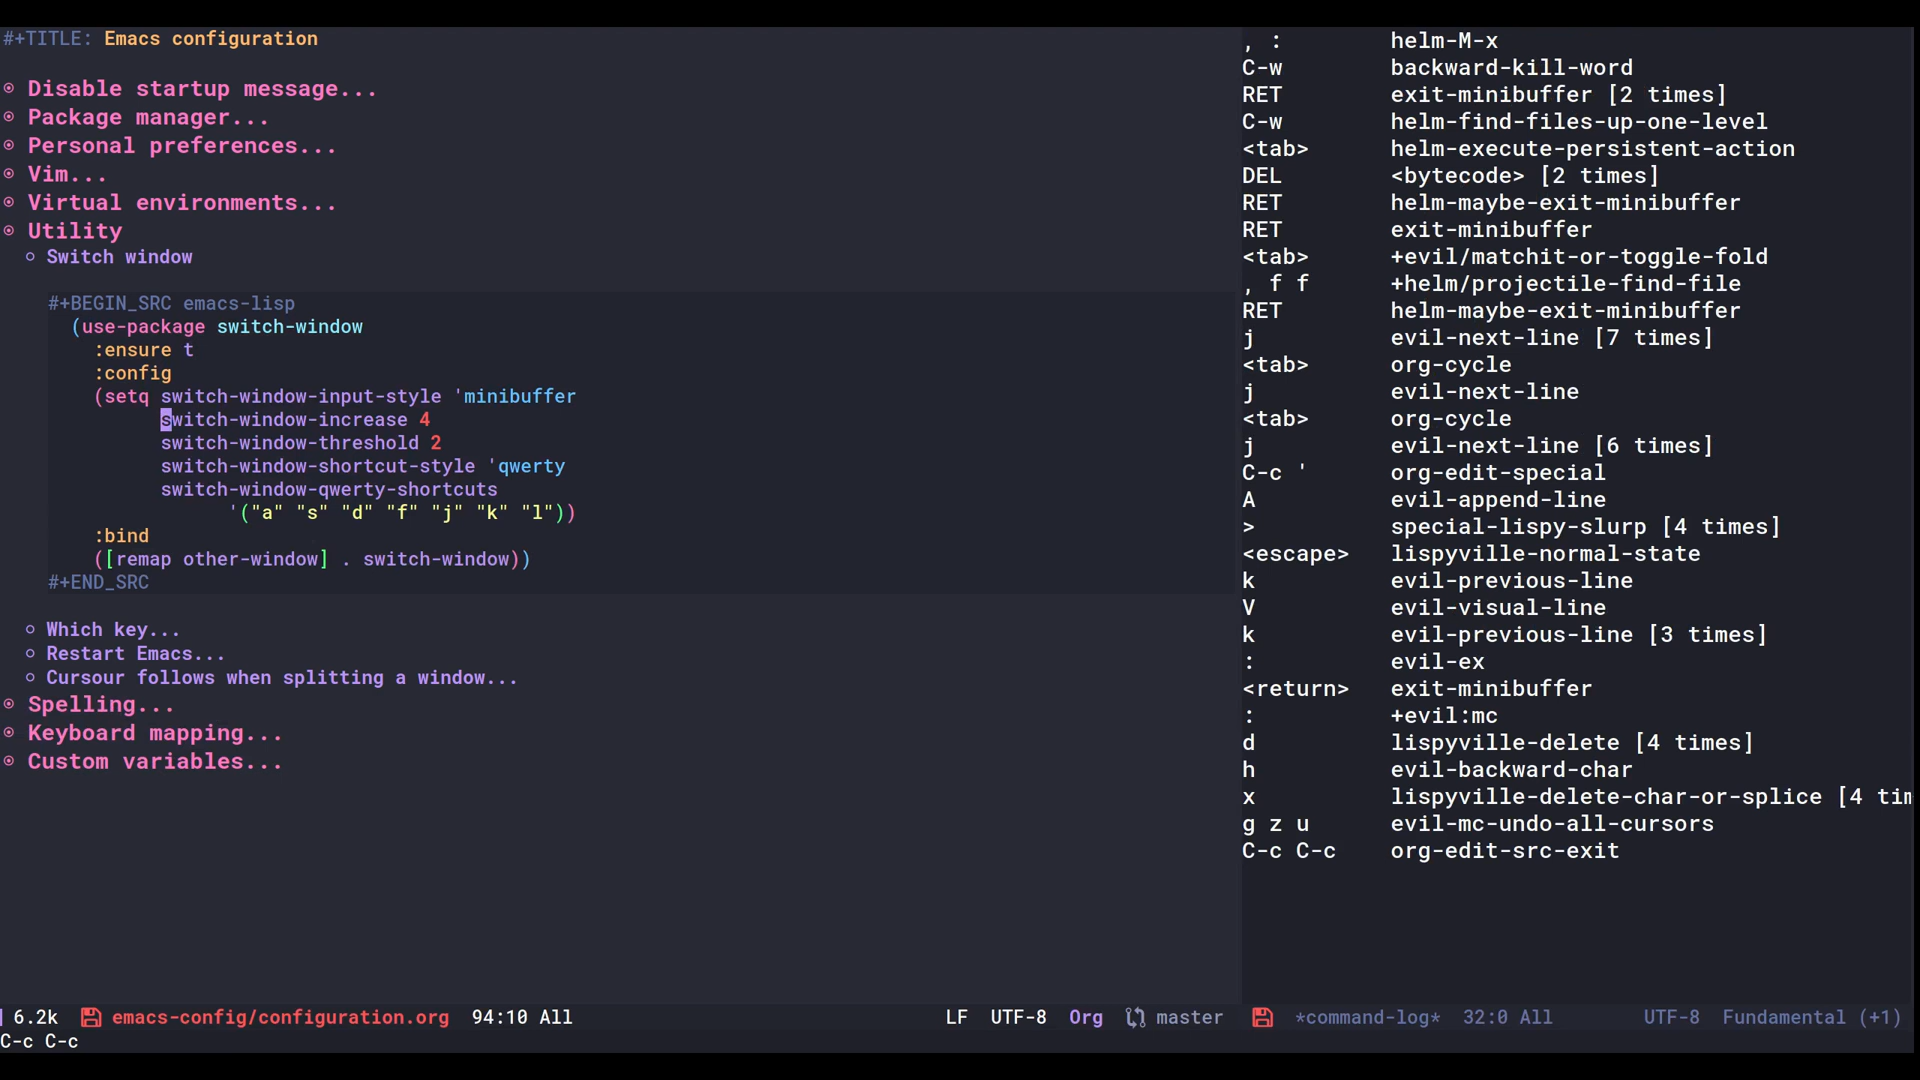 #+TITLE: Emacs configuration
Disable startup message...
Package manager...
Personal preferences...
Vim...
Virtual environments...
Utility
Switch window
#+BEGIN_SRC emacs-lisp
(use-package switch-window
:ensure t
:config
(setq switch-window-input-style 'minibuffer
switch-window-increase 4
switch-window-threshold 2
switch-window-shortcut-style 'qwerty
switch-window-qwerty-shortcuts
'("a" "s" "d" "f" "j" "k" "l"))
:bind
([remap other-window] . switch-window))
#+END_SRC
Which key...
Restart Emacs...
Cursour follows when splitting a window...
Spelling...
Keyboard mapping...
Custom variables...
6.2k emacs-config/configuration.org 94:10 All LF UTF-8 Org master
C-c C-c
, : helm-M-x
C-w backward-kill-word
RET exit-minibuffer [2 times]
C-w helm-find-files-up-one-level
<tab> helm-execute-persistent-action
DEL <bytecode> [2 times]
RET helm-maybe-exit-minibuffer
RET exit-minibuffer
<tab> +evil/matchit-or-toggle-fold
, f f +helm/projectile-find-file
RET helm-maybe-exit-minibuffer
j evil-next-line [7 times]
<tab> org-cycle
j evil-next-line
<tab> org-cycle
j evil-next-line [6 times]
C-c ' org-edit-special
A evil-append-line
> special-lispy-slurp [4 times]
<escape> lispyville-normal-state
k evil-previous-line
V evil-visual-line
k evil-previous-line [3 times]
: evil-ex
<return> exit-minibuffer
: +evil:mc
d lispyville-delete [4 times]
h evil-backward-char
x lispyville-delete-char-or-splice [4 tim
g z u evil-mc-undo-all-cursors
C-c C-c org-edit-src-exit
*command-log* 32:0 All UTF-8 Fundamental (+1)